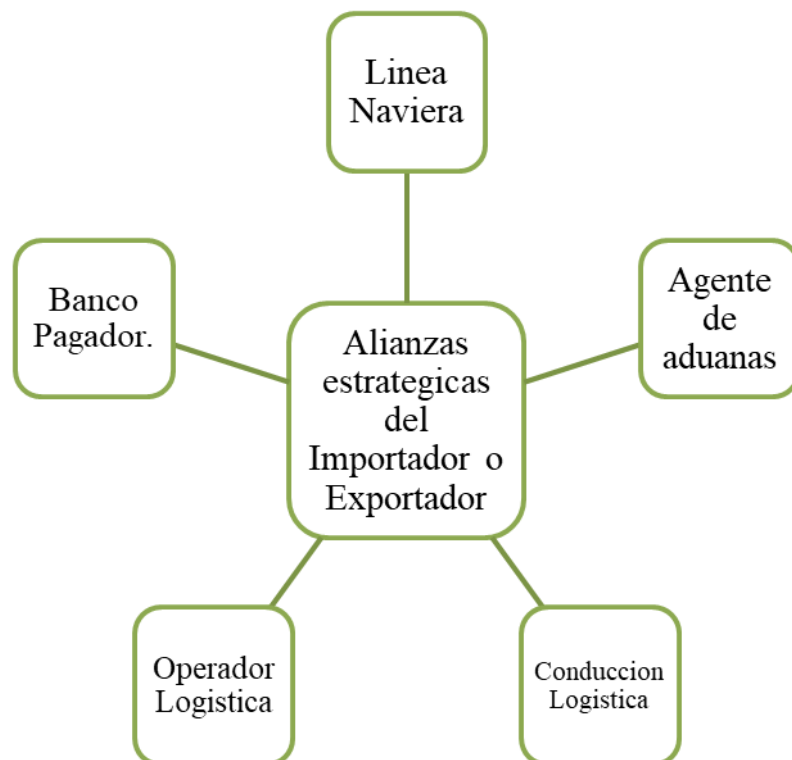 Linea
Naviera
Banco
Pagador.
Agente
de
aduanas
Alianzas
estrategicas
del
Importador o
Exportador
Operador
Logistica
Conduccion
Logistica